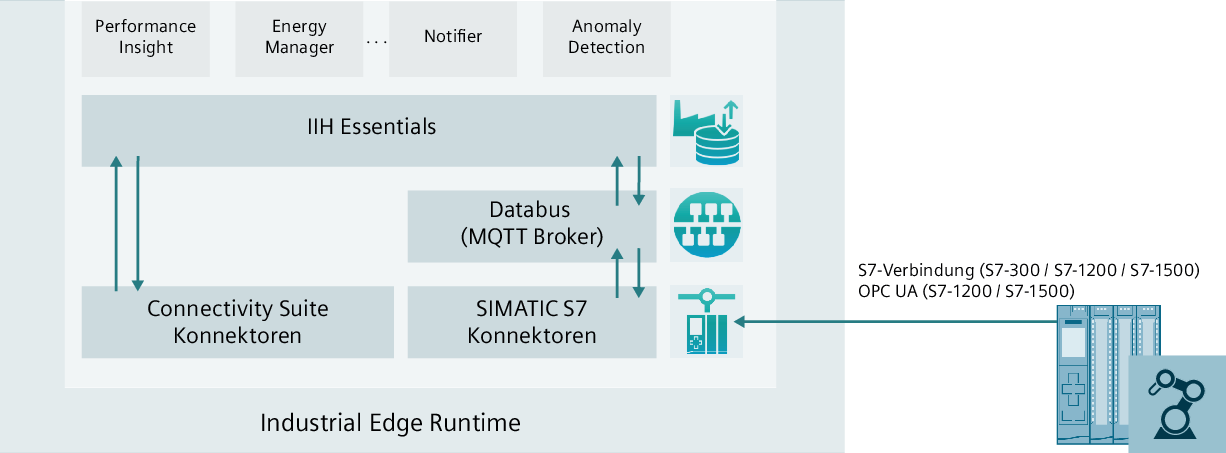 Performance
Insight
Energy
Manager
...
Notifier
Anomaly
Detection
IIH Essentials
Databus
(MQTT Broker)
S7-Verbindung (S7-300 / S7-1200 / S7-1500)
OPC UA (S7-1200 / S7-1500)
Connectivity Suite
Konnektoren
SIMATIC S7
Konnektoren
Industrial Edge Runtime